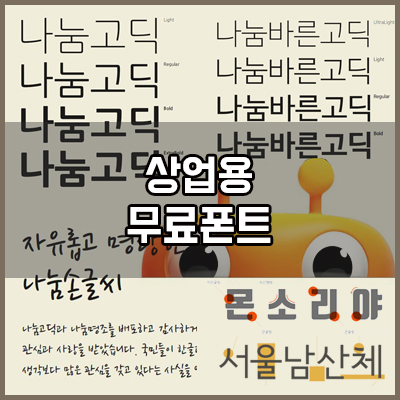 나눔고딕 Light
나눔고딕 Regular
나눔고딕 Bold
나눔고딕 ExtraBold
나눔바른고딕 UltraLight
나눔바른고딕 Light
나눔바른고딕 Regular
나눔바른고딕 Bold
상업용
무료폰트
자유롭고
나눔손글씨
나눔고딕과 나눔명조를 배포하고 감사하게
관심과 사랑을 받았습니다. 국민들이 한글
생각보다 많은 관심을 갖고 있다는 사실을
몬소리야
서울남산체